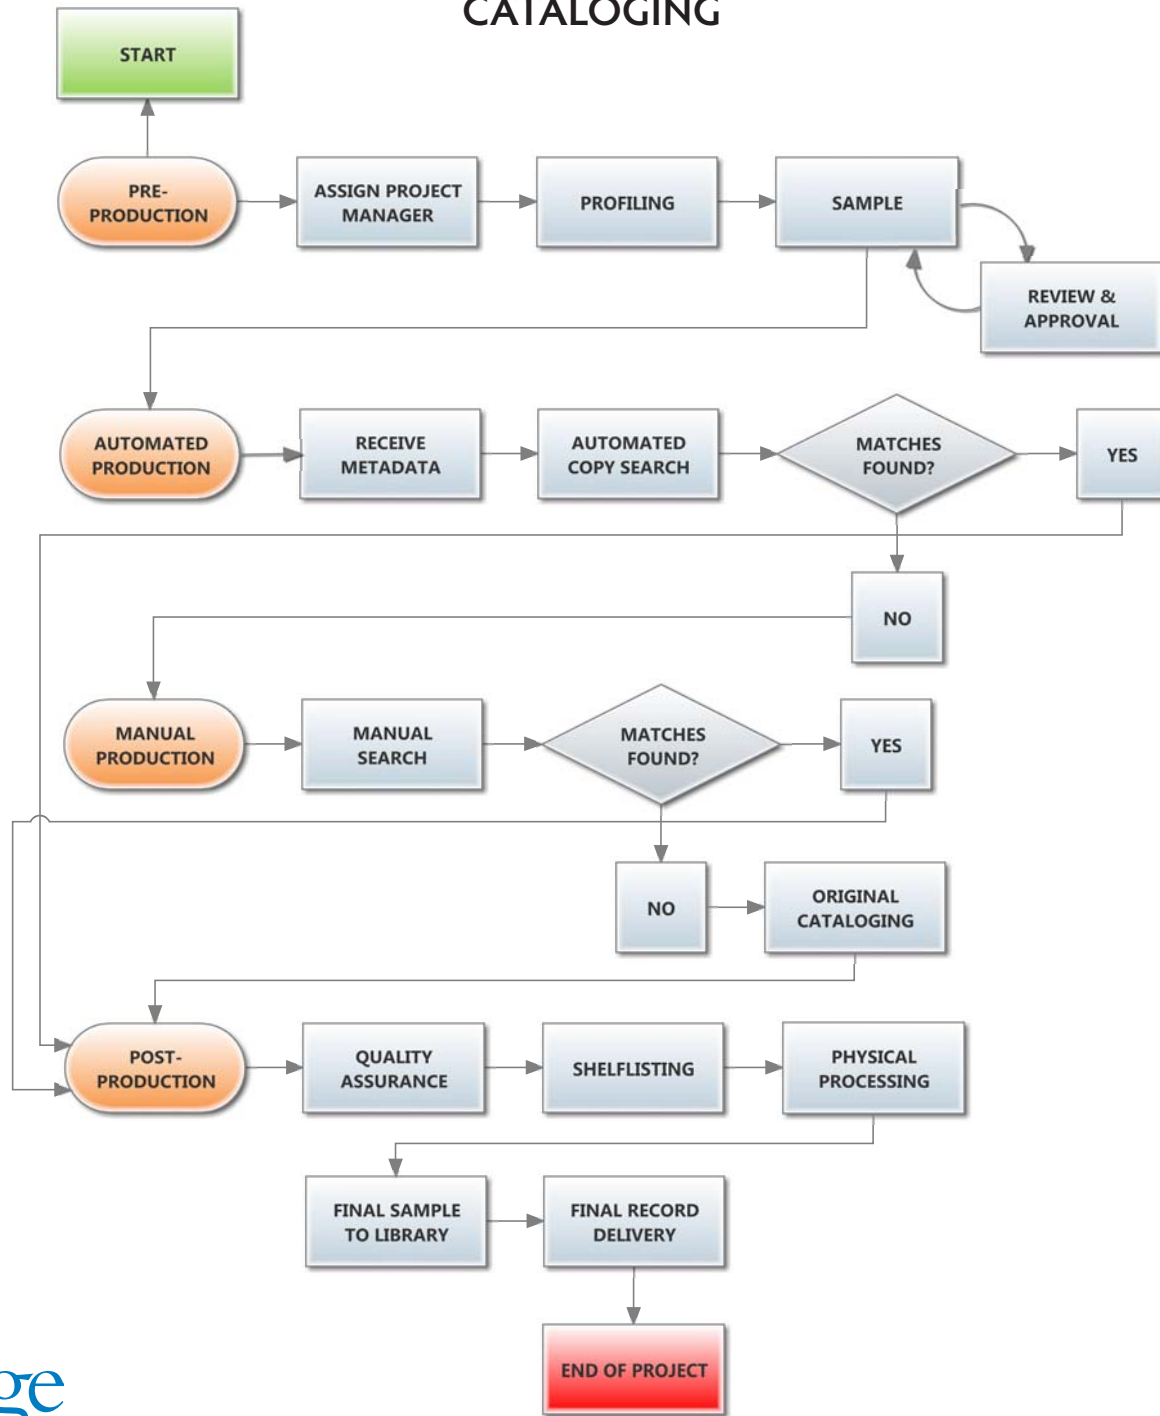 CATALOGING
START
PRE-
PRODUCTION
ASSIGN PROJECT
MANAGER
PROFILING
SAMPLE
REVIEW &
APPROVAL
AUTOMATED
PRODUCTION
RECEIVE
METADATA
AUTOMATED
COPY SEARCH
MATCHES
FOUND?
YES
NO
MANUAL
PRODUCTION
MANUAL
SEARCH
MATCHES
FOUND?
YES
NO
ORIGINAL
CATALOGING
POST-
PRODUCTION
QUALITY
ASSURANCE
SHELFLISTING
PHYSICAL
PROCESSING
FINAL SAMPLE
TO LIBRARY
FINAL RECORD
DELIVERY
END OF PROJECT